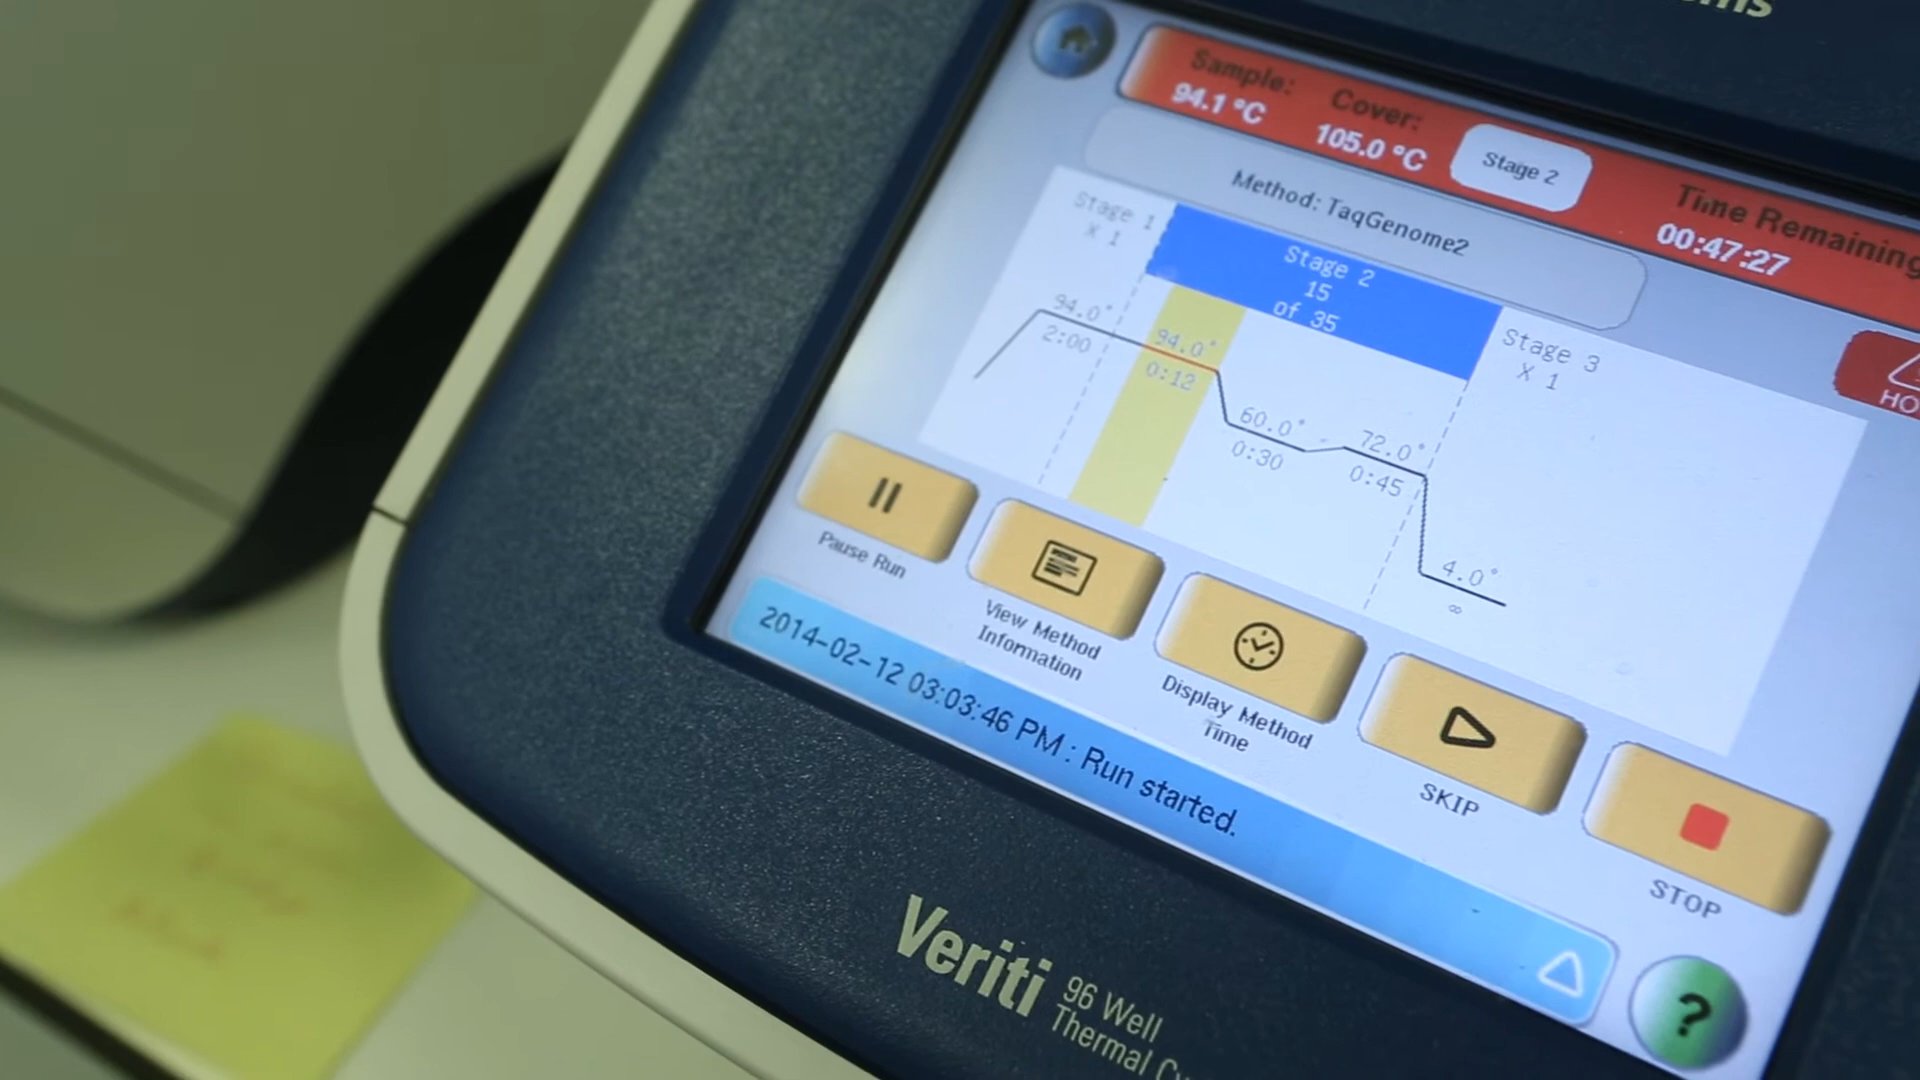 Sample:
94.1 °C
Cover:
105.0 °C
Stage 2
Time Remaining
00:47:27
Method: TaqGenome2
Stage 1
X 1
Stage 2
15
of 35
Stage 3
X 1
94.0°
2:00
94.0°
0:12
60.0°
0:30
72.0°
0:45
4.0°
∞
HO
Pause Run
View Method
Information
Display Method
Time
SKIP
STOP
2014-02-12 03:03:46 PM : Run started.
?
Veriti
96 Well
Thermal Cy